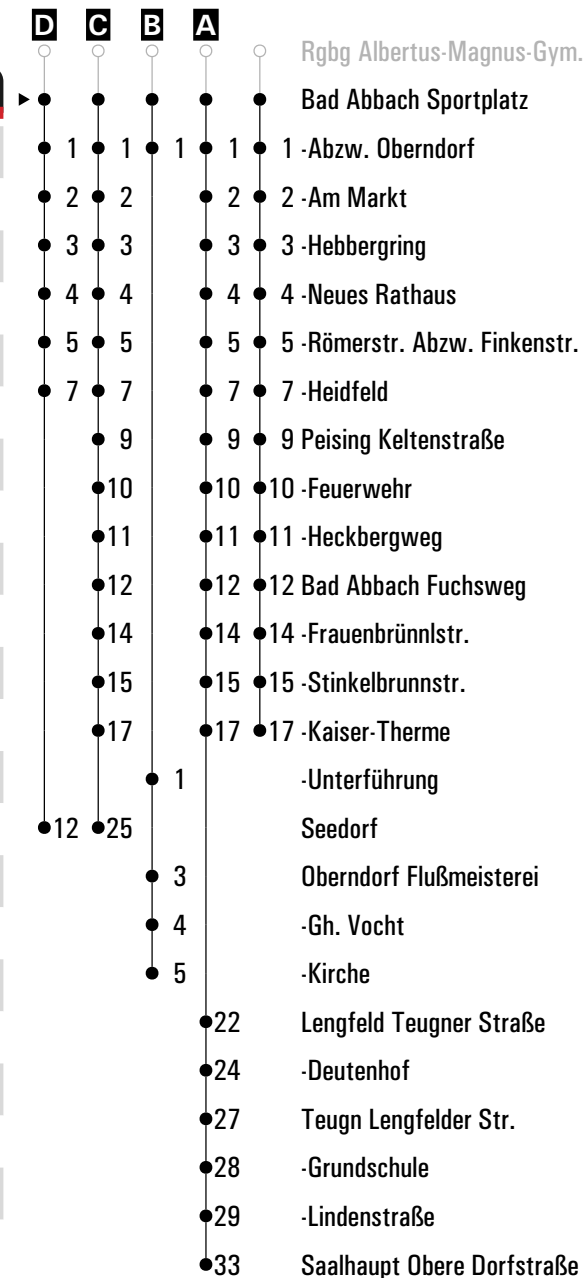 D C B A
Rgbg Albertus-Magnus-Gym.
Bad Abbach Sportplatz
1 1 1 1 1 -Abzw. Oberndorf
2 2 2 2 -Am Markt
3 3 3 3 -Hebbergring
4 4 4 4 -Neues Rathaus
5 5 5 5 -Römerstr. Abzw. Finkenstr.
7 7 7 7 -Heidfeld
9 9 9 Peising Keltenstraße
10 10 10 -Feuerwehr
11 11 11 -Heckbergweg
12 12 12 Bad Abbach Fuchsweg
14 14 14 -Frauenbrünnlstr.
15 15 15 -Stinkelbrunnstr.
17 17 17 -Kaiser-Therme
1 -Unterführung
12 25 Seedorf
3 Oberndorf Flußmeisterei
4 -Gh. Vocht
5 -Kirche
22 Lengfeld Teugner Straße
24 -Deutenhof
27 Teugn Lengfelder Str.
28 -Grundschule
29 -Lindenstraße
33 Saalhaupt Obere Dorfstraße